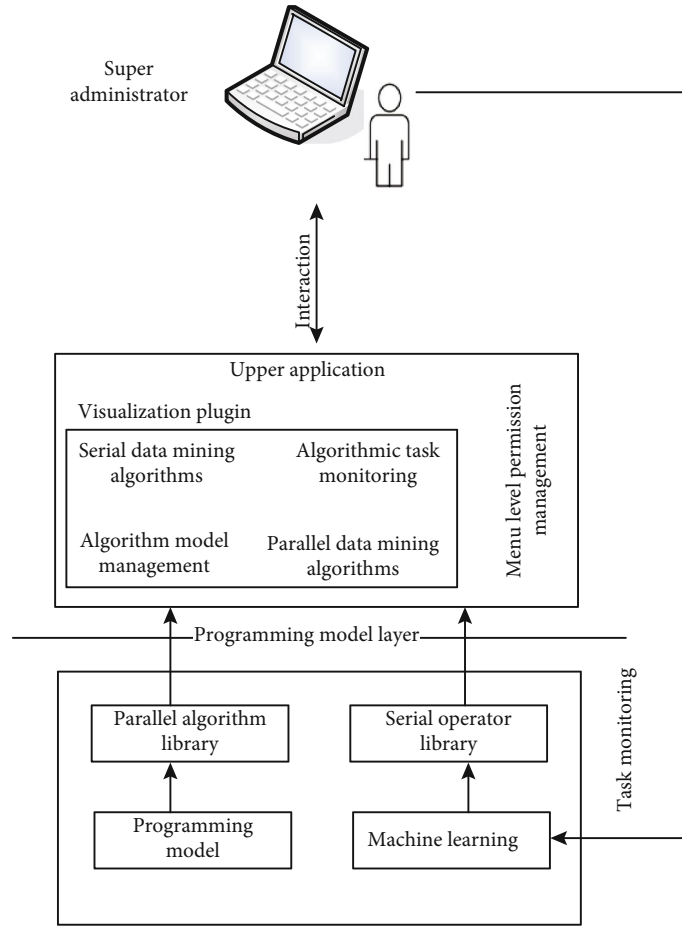 Super
administrator
Interaction
Upper application
Visualization plugin
Serial data mining
algorithms
Algorithmic task
monitoring
Algorithm model
management
Parallel data mining
algorithms
Menu level permission
management
Programming model layer
Parallel algorithm
library
Serial operator
library
Programming
model
Machine learning
Task monitoring